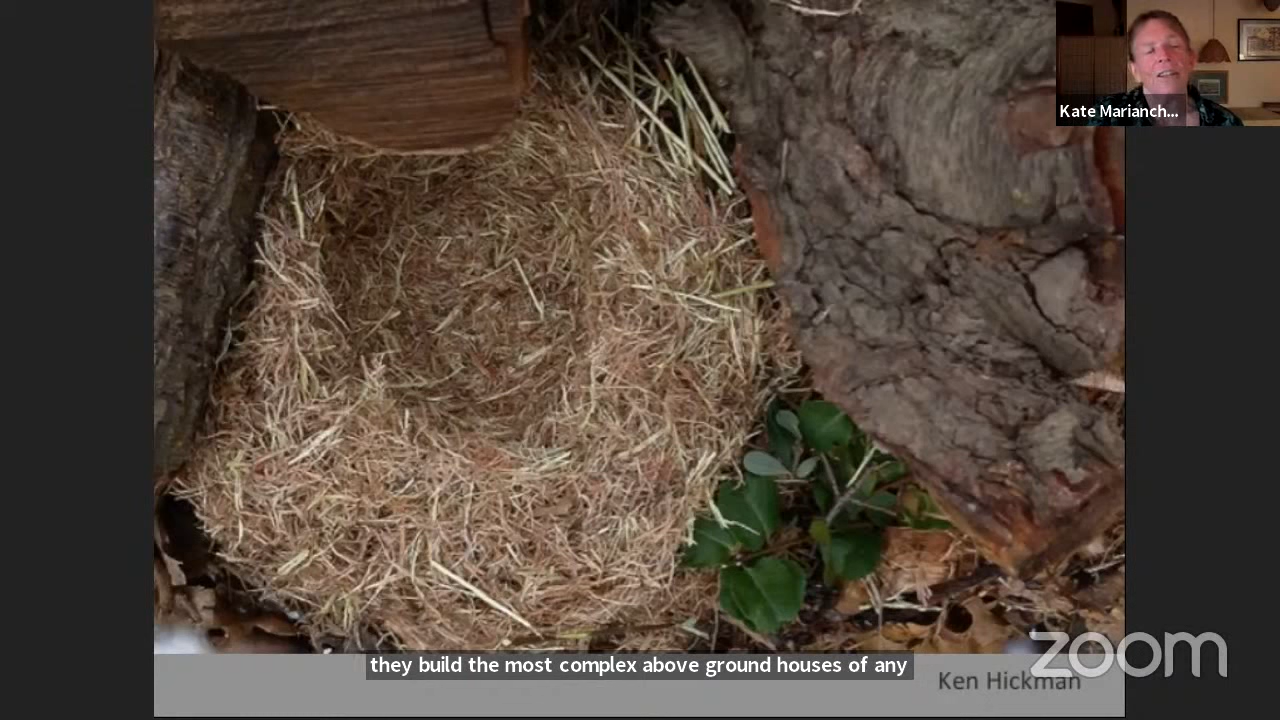 Kate Marianch...
they build the most complex above ground houses of any
Ken Hickman
zoom